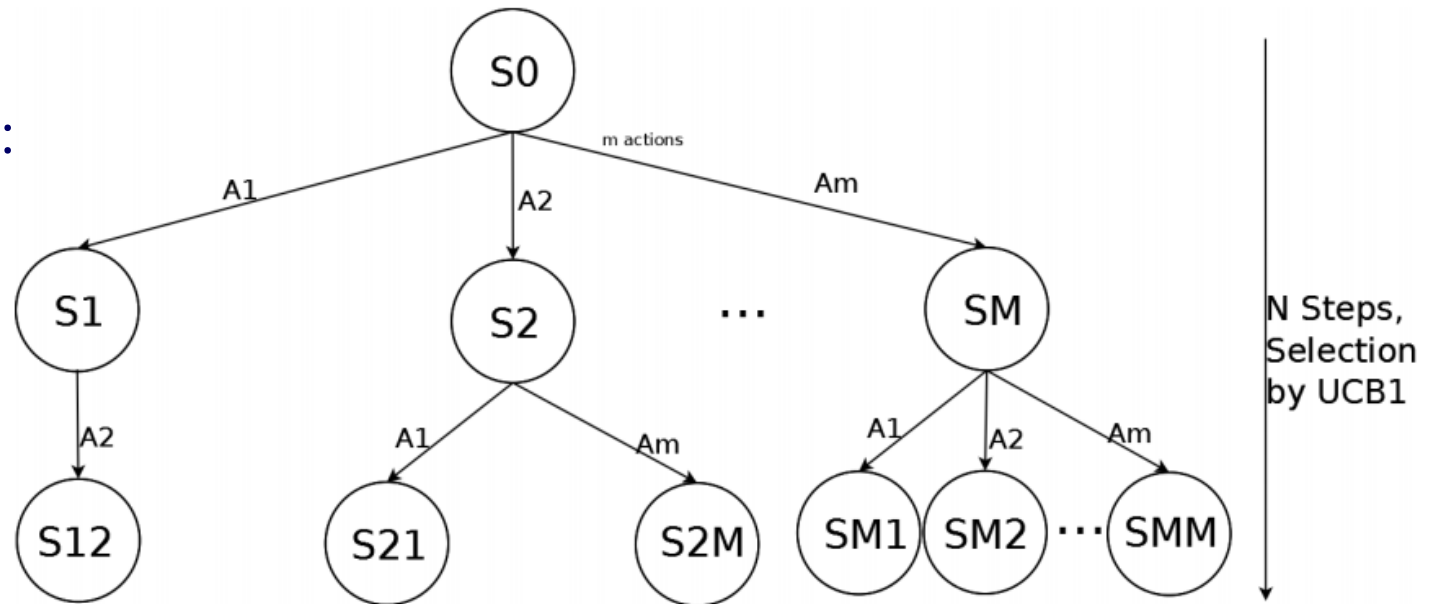 S0
:
m actions
A1
A2
Am
S1
S2
...
SM
N Steps,
Selection
by UCB1
A2
A1
Am
A1
A2
Am
S12
S21
S2M
SM1
SM2
...
SMM